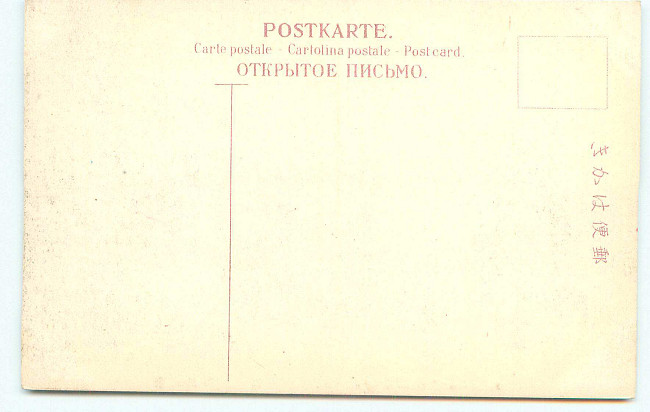 POSTKARTE.
Carte postale - Cartolina postale - Post card.
ОТКРЫТОЕ ПИСЬМО.
郵便はかき